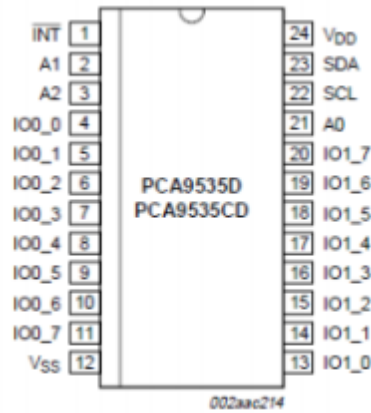 INT 1 24 VDD
A1 2 23 SDA
A2 3 22 SCL
IO0_0 4 21 A0
IO0_1 5 20 IO1_7
IO0_2 6 19 IO1_6
PCA9535D
IO0_3 7 18 IO1_5
PCA9535CD
IO0_4 8 17 IO1_4
IO0_5 9 16 IO1_3
IO0_6 10 15 IO1_2
IO0_7 11 14 IO1_1
VSS 12 13 IO1_0
002aac214